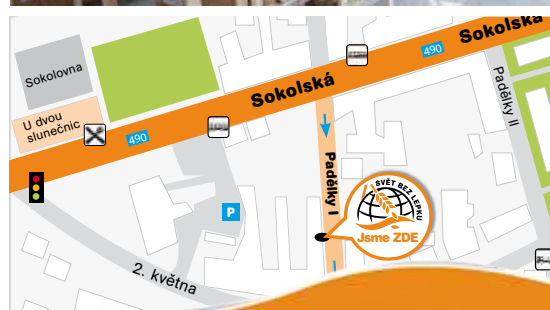 Sokolská
490
Sokolovna
Sokolská
Padělky II
U dvou
slunečnic
490
Padělky I
SVĚT BEZ LEPKU
P
Jsme ZDE
2. května